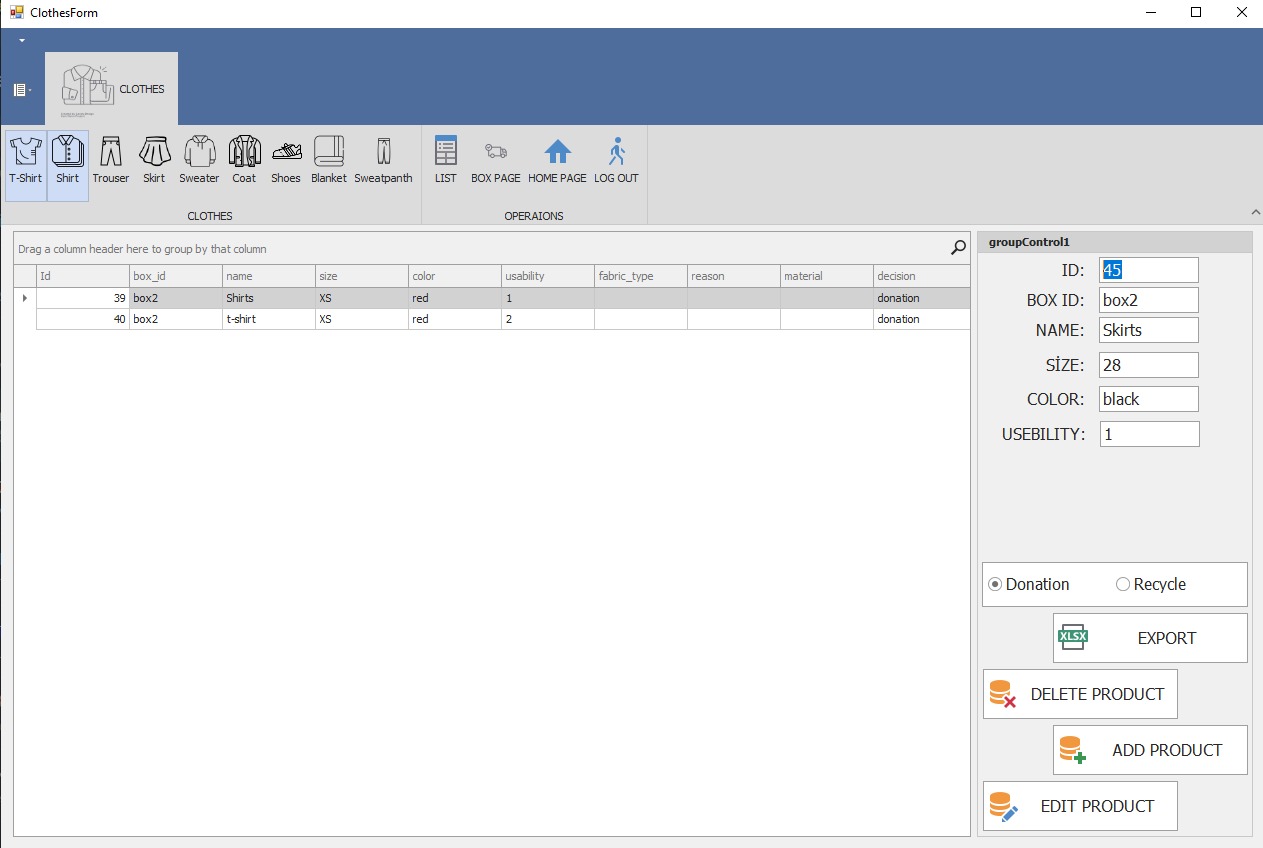 ClothesForm
CLOTHES
T-Shirt Shirt Trouser Skirt Sweater Coat Shoes Blanket Sweatpanth LIST BOX PAGE HOME PAGE LOG OUT
CLOTHES OPERAIONS
Drag a column header here to group by that column
Id box_id name size color usability fabric_type reason material decision
39 box2 Shirts XS red 1 donation
40 box2 t-shirt XS red 2 donation
groupControl1
ID: 45
BOX ID: box2
NAME: Skirts
SİZE: 28
COLOR: black
USEBILITY: 1
Donation Recycle
XLSX EXPORT
DELETE PRODUCT
ADD PRODUCT
EDIT PRODUCT